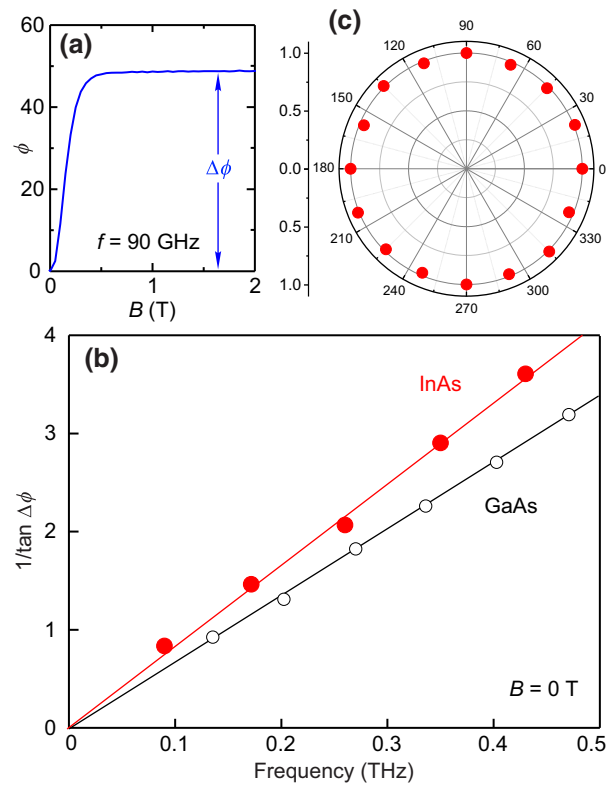 (a)
60
40
20
0
ϕ
Δϕ
f = 90 GHz
0
1
2
B (T)
(c)
1.0
0.5
0.0
0.5
1.0
90
60
30
0
330
300
270
240
210
180
150
120
(b)
4
3
2
1
0
1/tan Δϕ
InAs
GaAs
B = 0 T
0
0.1
0.2
0.3
0.4
0.5
Frequency (THz)